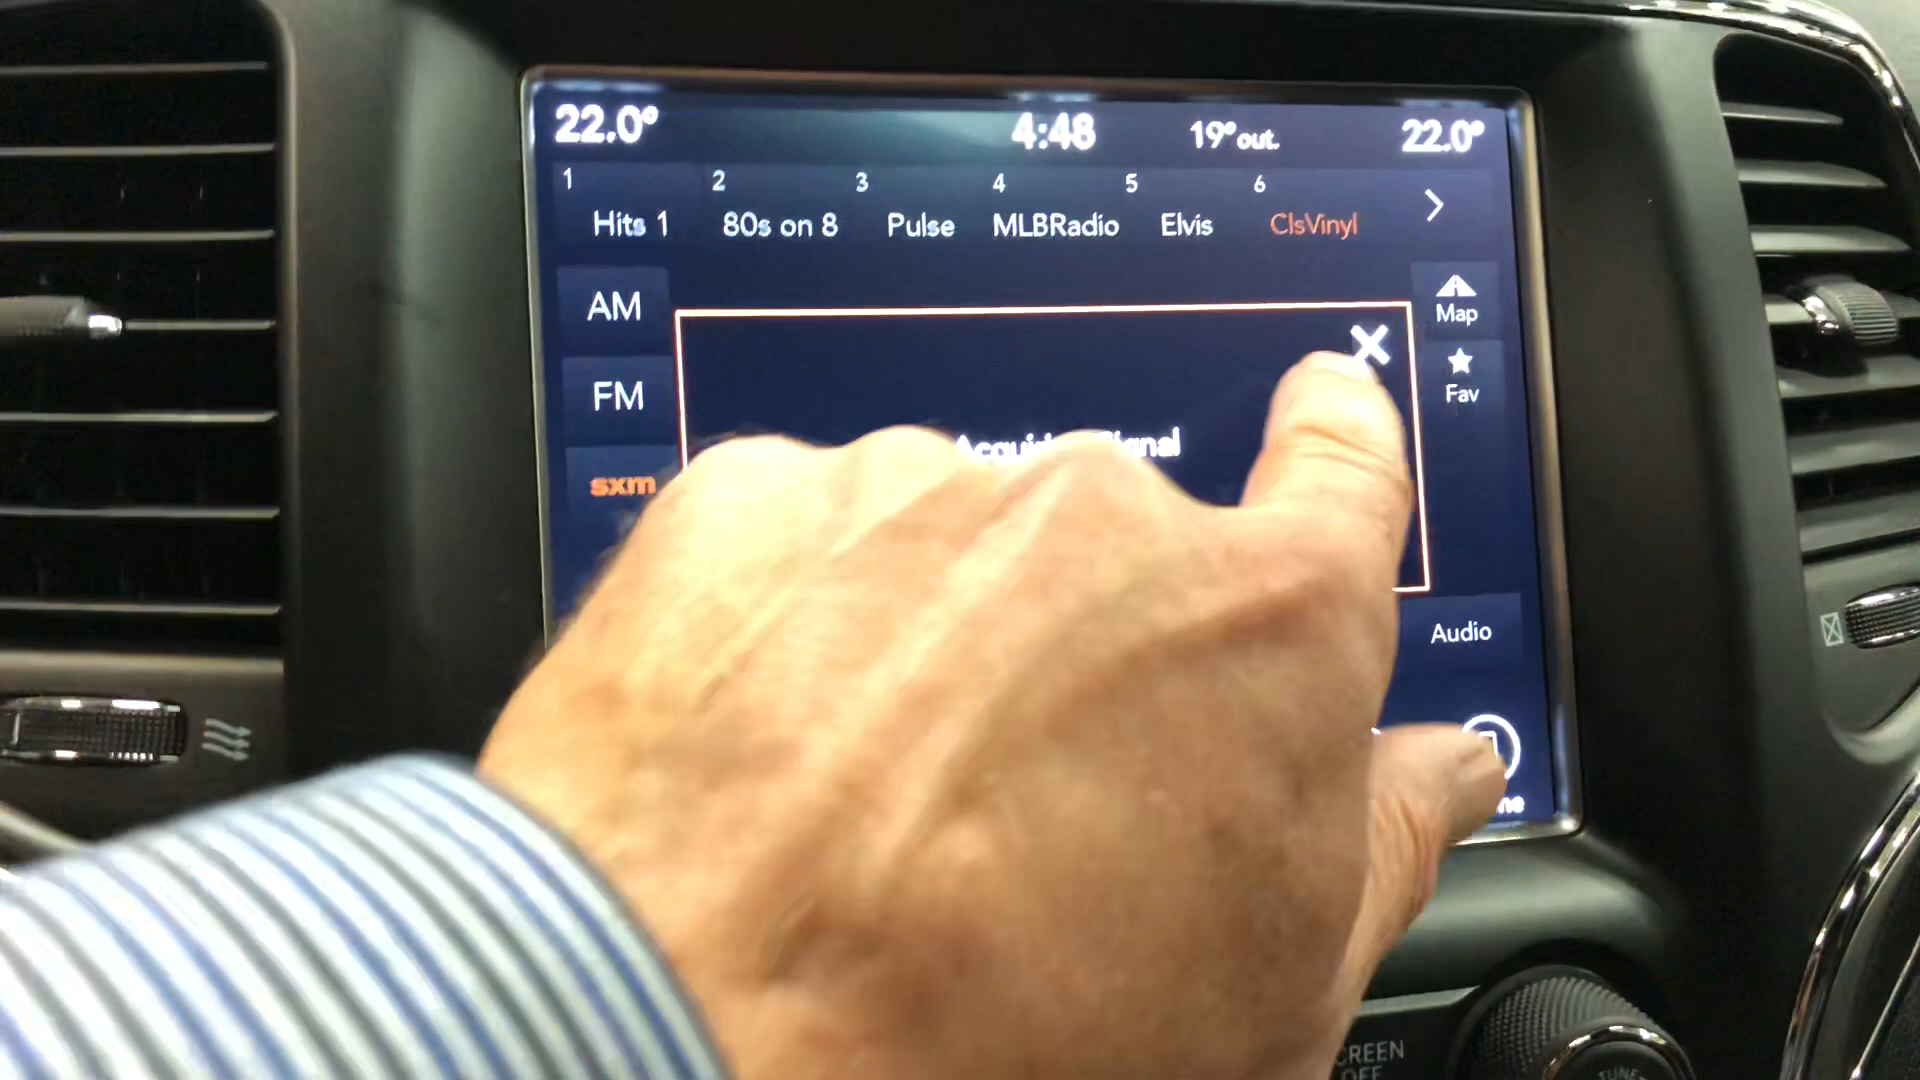 22.0° 4:48 19°out. 22.0°
1 2 3 4 5 6
Hits 1 80s on 8 Pulse MLBRadio Elvis ClsVinyl
AM
Map
FM
Fav
sxm
Audio